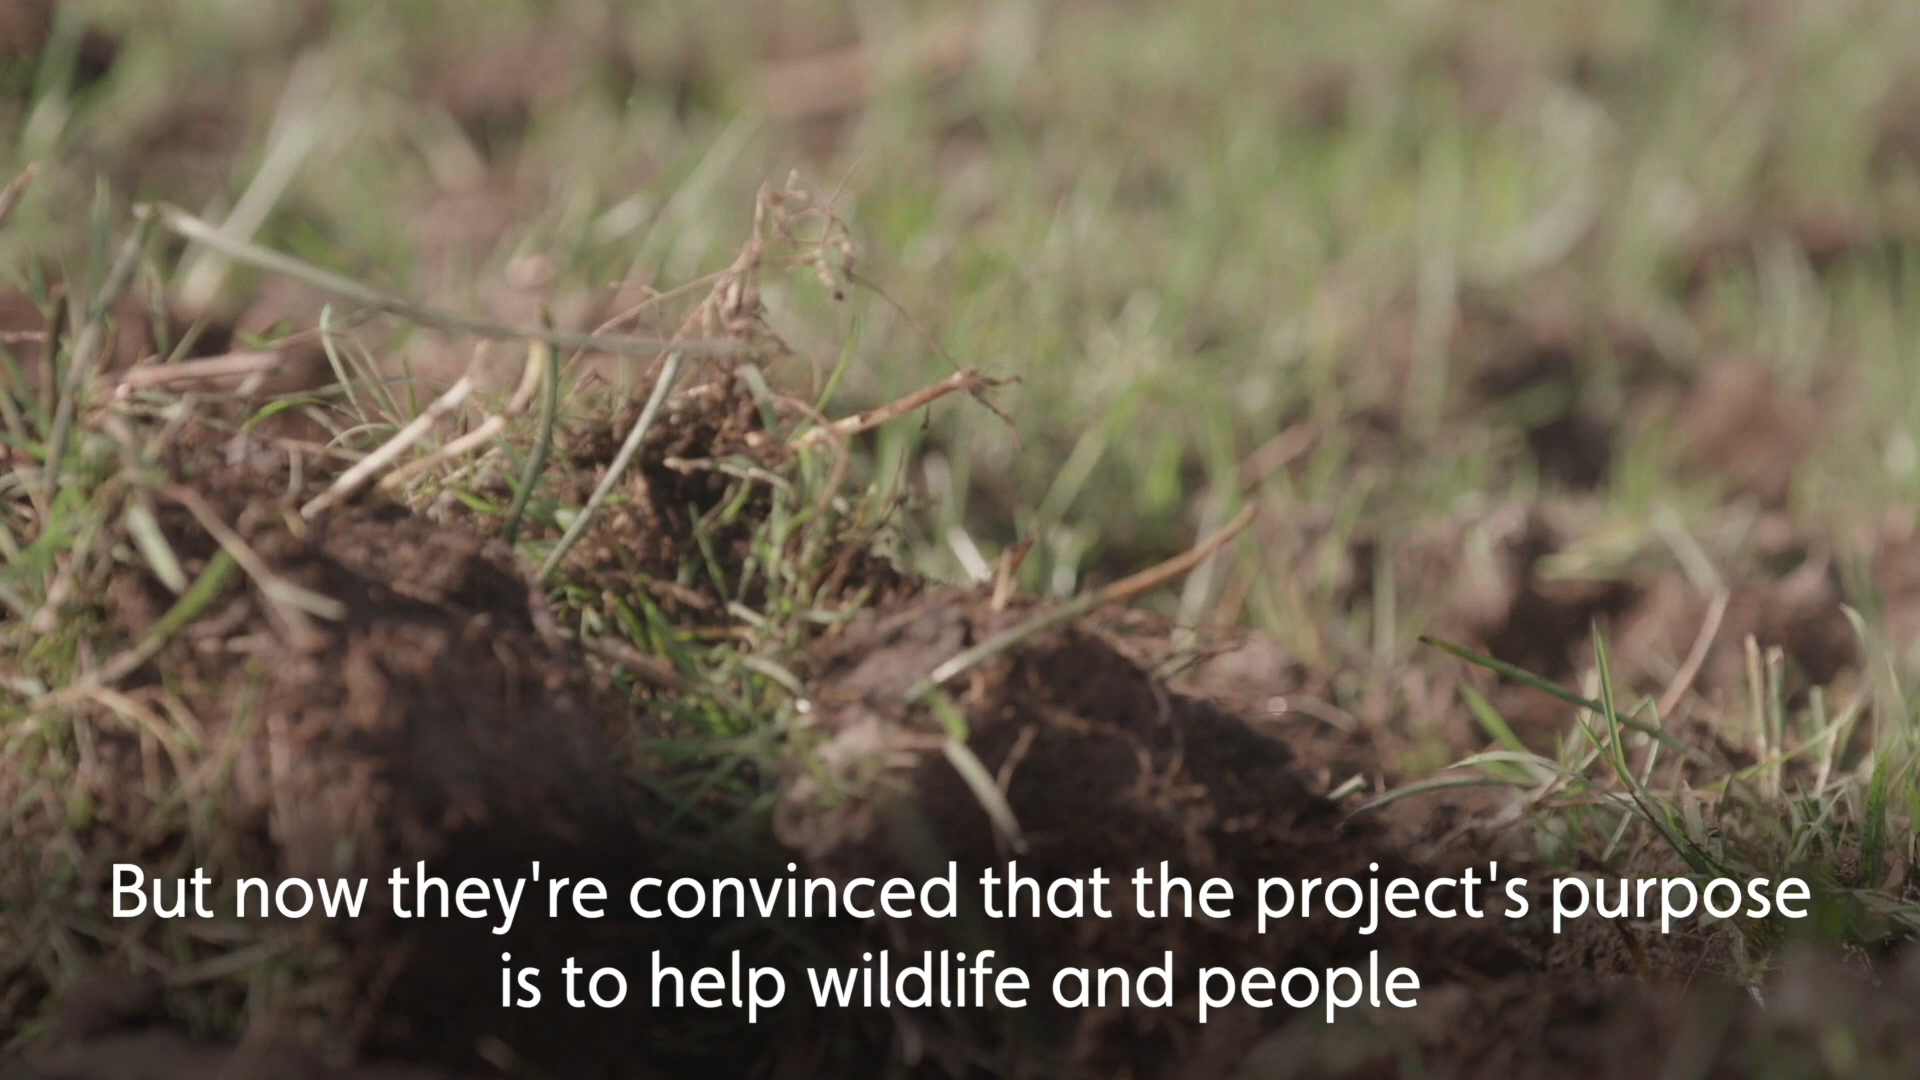 But now they're convinced that the project's purpose
is to help wildlife and people